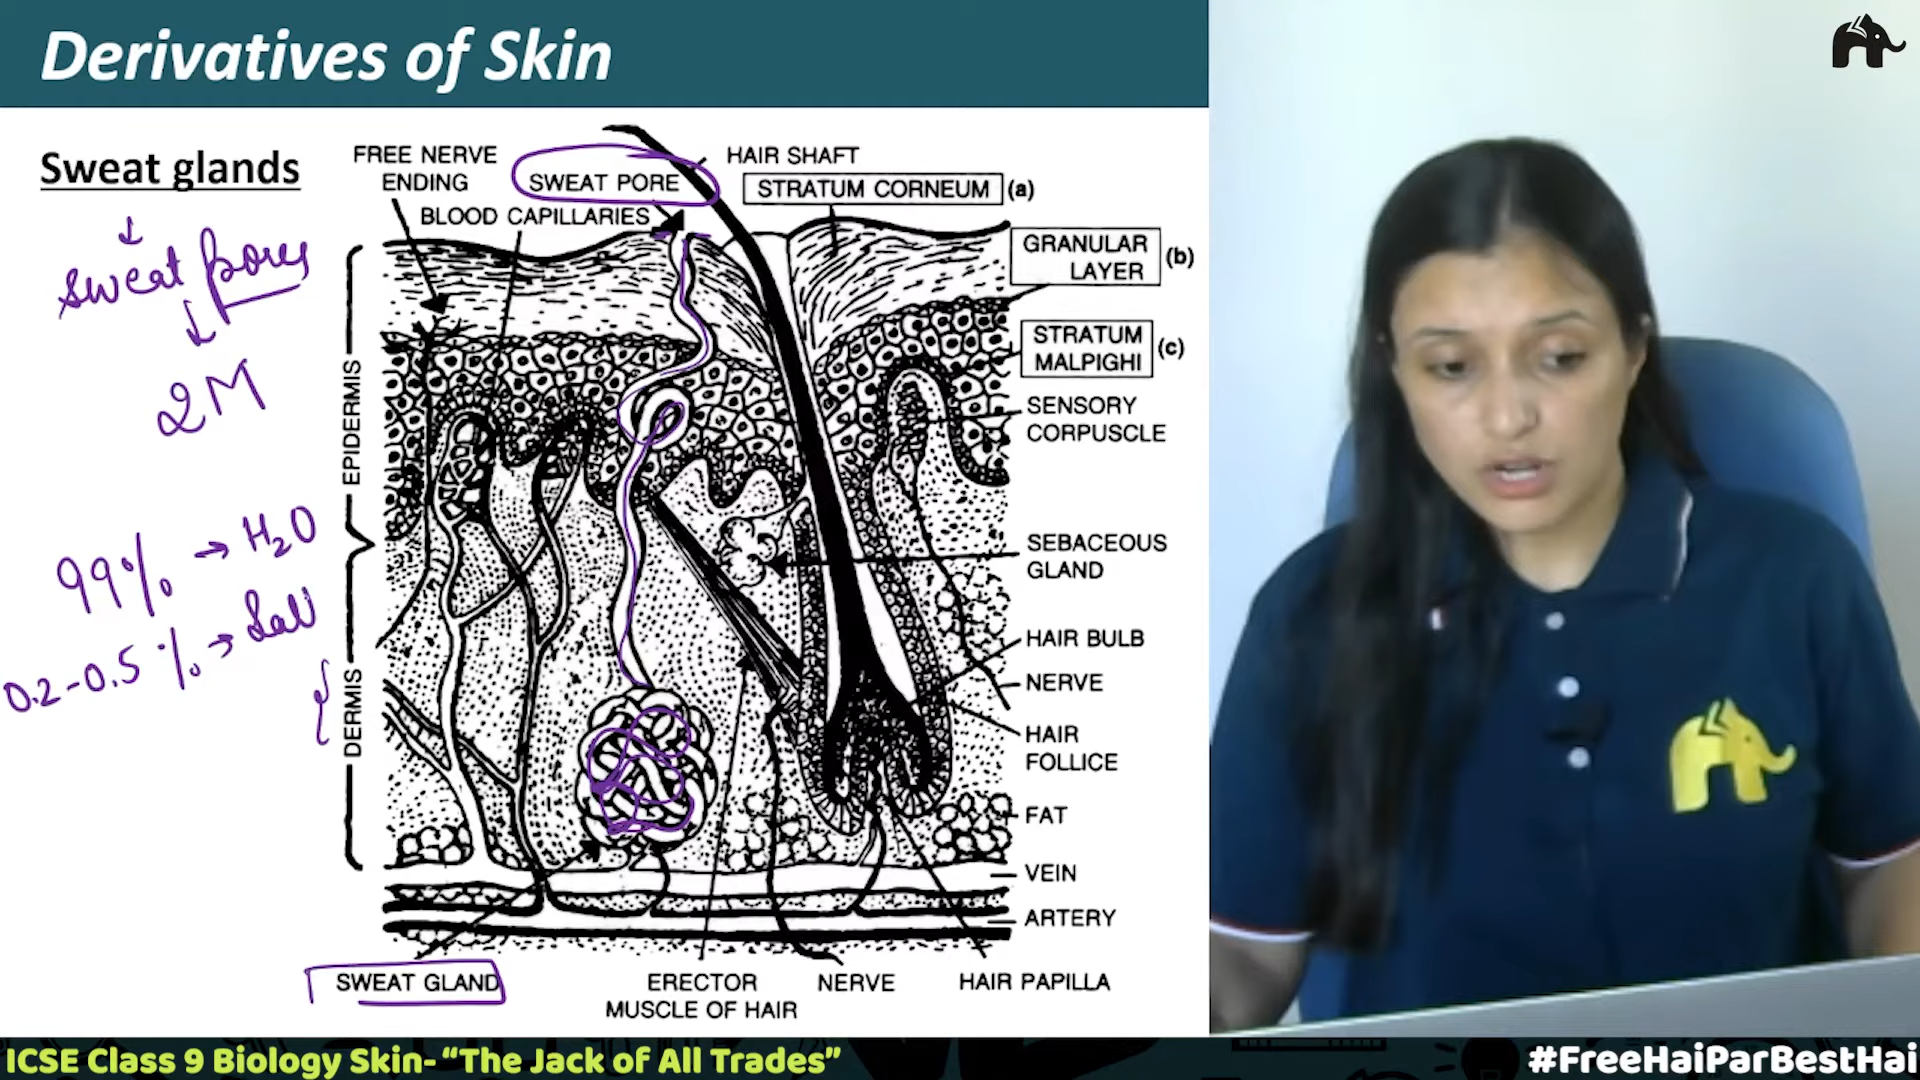 Derivatives of Skin
Sweat glands
↓
sweat pores
↓
2M
99% → H₂O
0.2-0.5% → Salt
FREE NERVE
ENDING
SWEAT PORE
BLOOD CAPILLARIES
HAIR SHAFT
STRATUM CORNEUM (a)
GRANULAR
LAYER (b)
STRATUM
MALPIGHI (c)
SENSORY
CORPUSCLE
SEBACEOUS
GLAND
HAIR BULB
NERVE
HAIR
FOLLICE
FAT
VEIN
ARTERY
EPIDERMIS
DERMIS
SWEAT GLAND
ERECTOR
MUSCLE OF HAIR
NERVE
HAIR PAPILLA
ICSE Class 9 Biology Skin- “The Jack of All Trades”
#FreeHaiParBestHai